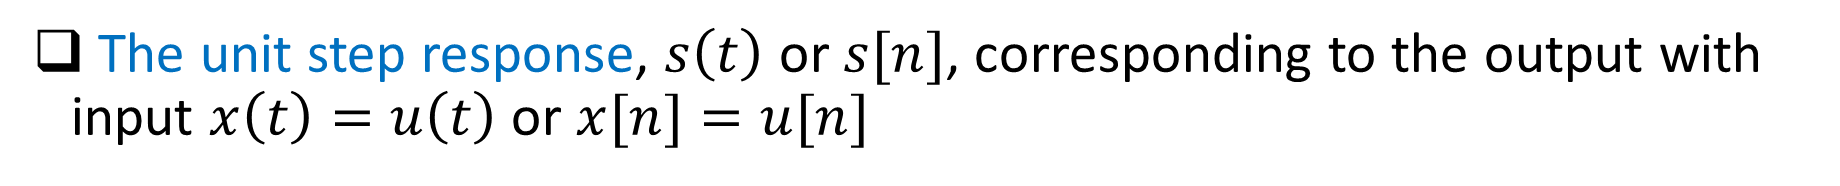 ❑ The unit step response, s(t) or s[n], corresponding to the output with
input x(t) = u(t) or x[n] = u[n]